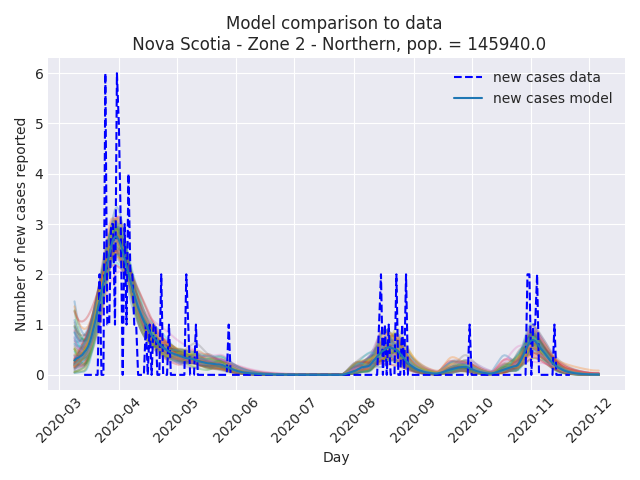 Model comparison to data
Nova Scotia - Zone 2 - Northern, pop. = 145940.0
new cases data
new cases model
Number of new cases reported
6
5
4
3
2
1
0
2020-03
2020-04
2020-05
2020-06
2020-07
2020-08
2020-09
2020-10
2020-11
2020-12
Day